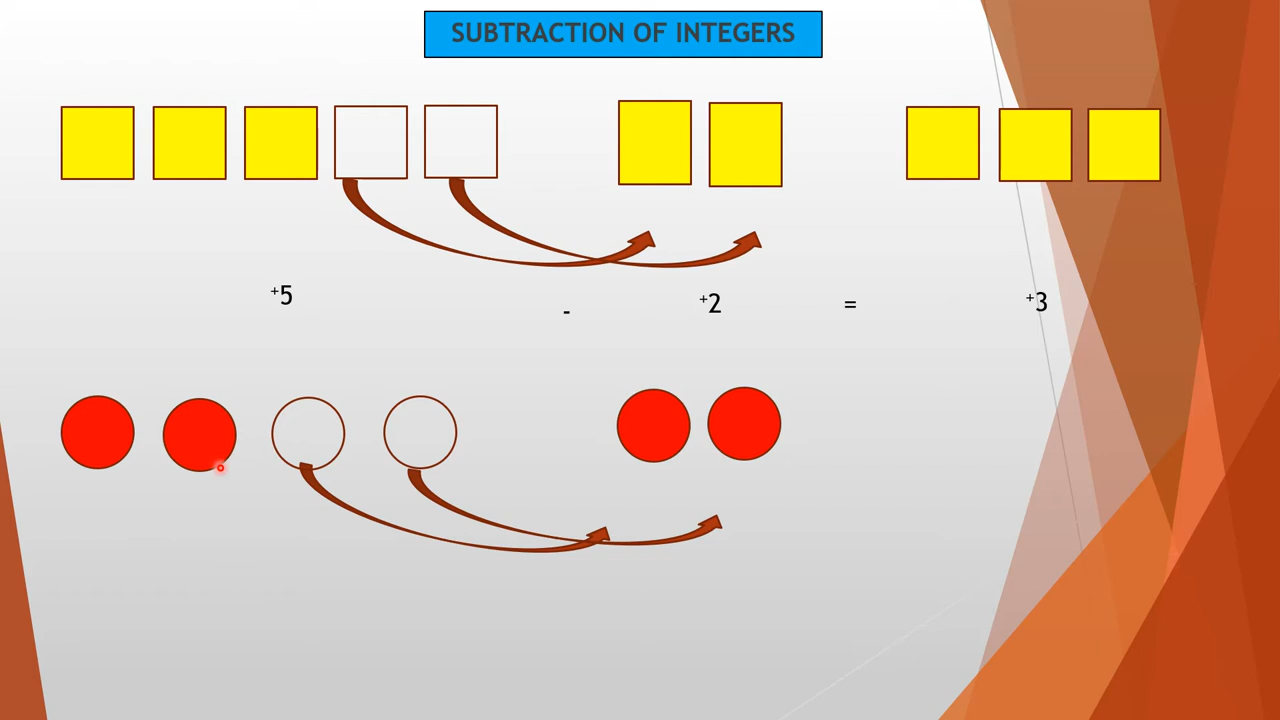 SUBTRACTION OF INTEGERS
+5 - +2 = +3